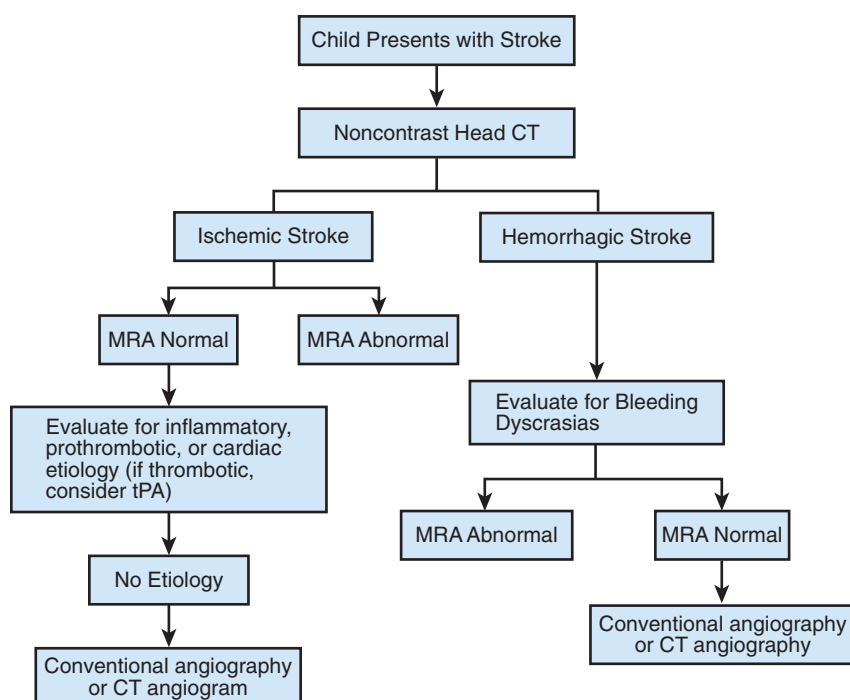 Child Presents with Stroke
Noncontrast Head CT
Ischemic Stroke
Hemorrhagic Stroke
MRA Normal
MRA Abnormal
Evaluate for inflammatory,
prothrombotic, or cardiac
etiology (if thrombotic,
consider tPA)
Evaluate for Bleeding
Dyscrasias
MRA Abnormal
MRA Normal
No Etiology
Conventional angiography
or CT angiography
Conventional angiography
or CT angiogram